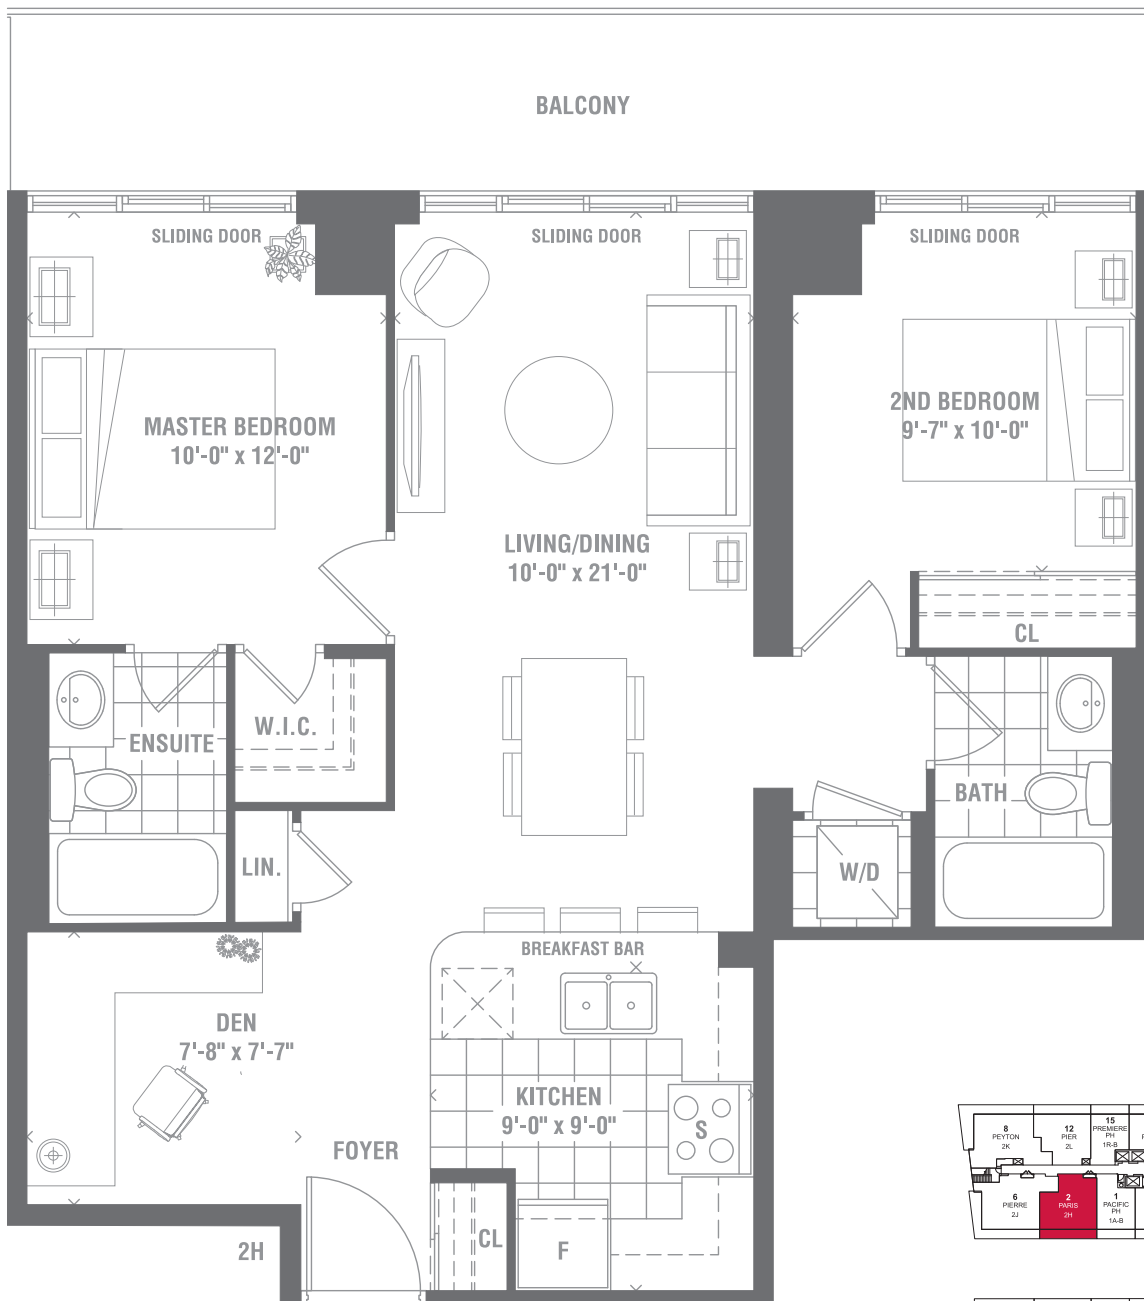 BALCONY
SLIDING DOOR
SLIDING DOOR
SLIDING DOOR
MASTER BEDROOM
10'-0" x 12'-0"
2ND BEDROOM
9'-7" x 10'-0"
LIVING/DINING
10'-0" x 21'-0"
CL
W.I.C.
ENSUITE
BATH
LIN.
W/D
BREAKFAST BAR
DEN
7'-8" x 7'-7"
KITCHEN
9'-0" x 9'-0"
S
FOYER
CL
F
2H
8
PEYTON
2K
12
PIER
2L
15
PREMIERE
PH
1R-B
6
PIERRE
2J
2
PARIS
2H
1
PACIFIC
PH
1A-B